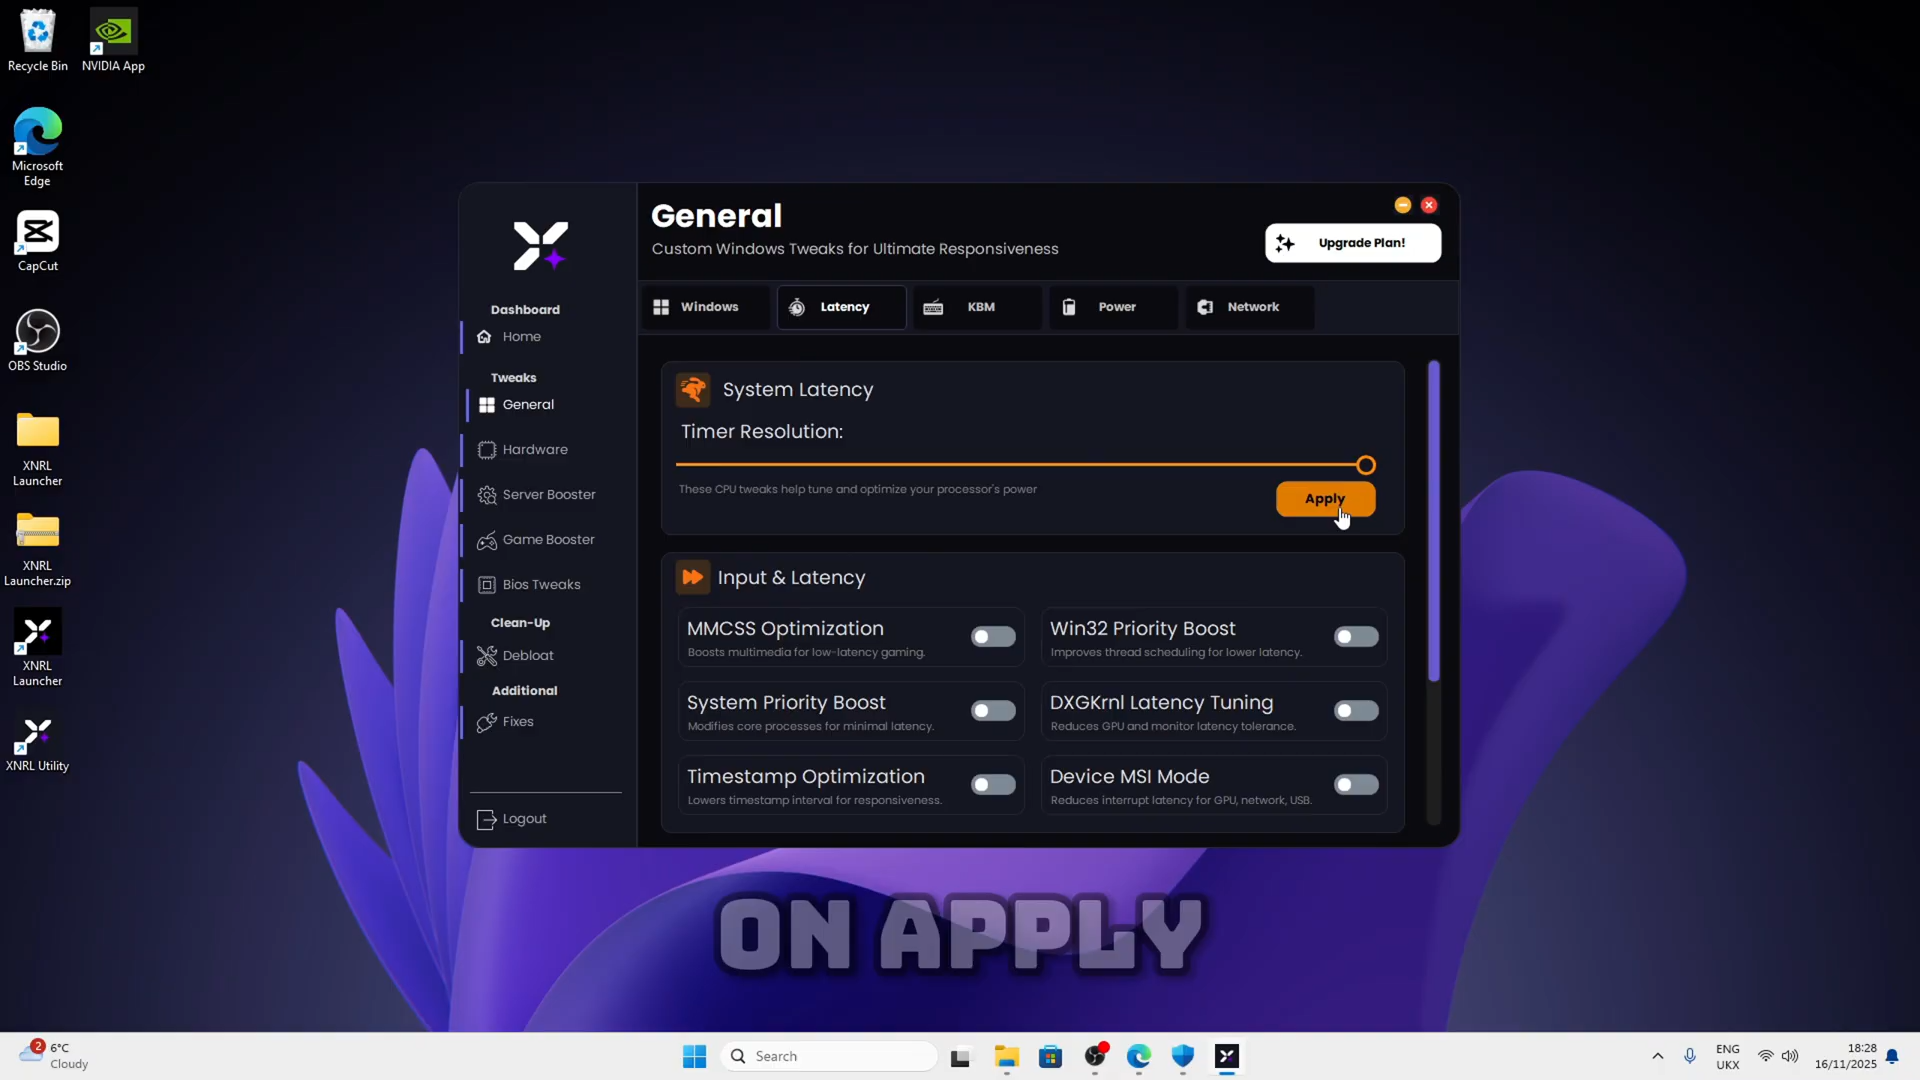 Recycle Bin
NVIDIA App
Microsoft
Edge
CapCut
OBS Studio
XNRL
Launcher
XNRL
Launcher.zip
XNRL
Launcher
XNRL Utility
General
Custom Windows Tweaks for Ultimate Responsiveness
Upgrade Plan!
Dashboard
Home
Tweaks
General
Hardware
Server Booster
Game Booster
Bios Tweaks
Clean-Up
Debloat
Additional
Fixes
Logout
Windows
Latency
KBM
Power
Network
System Latency
Timer Resolution:
These CPU tweaks help tune and optimize your processor's power
Apply
Input & Latency
MMCSS Optimization
Boosts multimedia for low-latency gaming.
Win32 Priority Boost
Improves thread scheduling for lower latency.
System Priority Boost
Modifies core processes for minimal latency.
DXGKrnl Latency Tuning
Reduces GPU and monitor latency tolerance.
Timestamp Optimization
Lowers timestamp interval for responsiveness.
Device MSI Mode
Reduces interrupt latency for GPU, network, USB.
ON APPLY
2
6°C
Cloudy
Search
ENG
UKX
18:28
16/11/2025